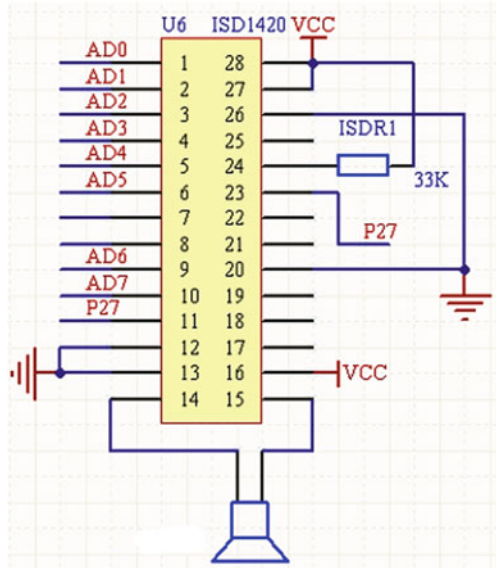 U6 ISD1420 VCC
AD0 1 28
AD1 2 27
AD2 3 26
AD3 4 25 ISDR1
AD4 5 24 33K
AD5 6 23
7 22 P27
8 21
AD6 9 20
AD7 10 19
P27 11 18
12 17
13 16 VCC
14 15